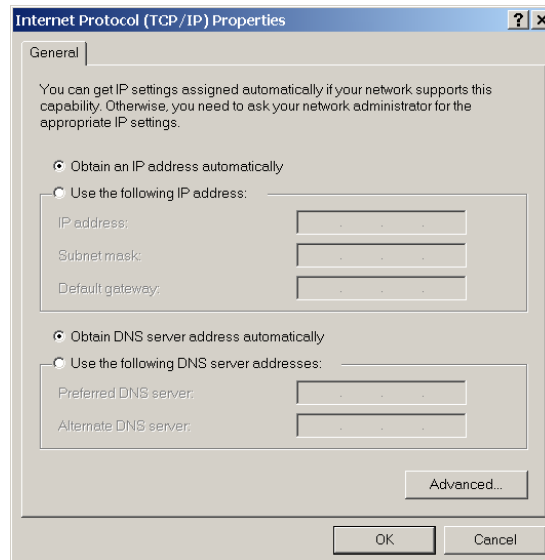 Internet Protocol (TCP/IP) Properties
General
You can get IP settings assigned automatically if your network supports this
capability. Otherwise, you need to ask your network administrator for the
appropriate IP settings.
Obtain an IP address automatically
Use the following IP address:
IP address:
Subnet mask:
Default gateway:
Obtain DNS server address automatically
Use the following DNS server addresses:
Preferred DNS server:
Alternate DNS server:
Advanced...
OK
Cancel